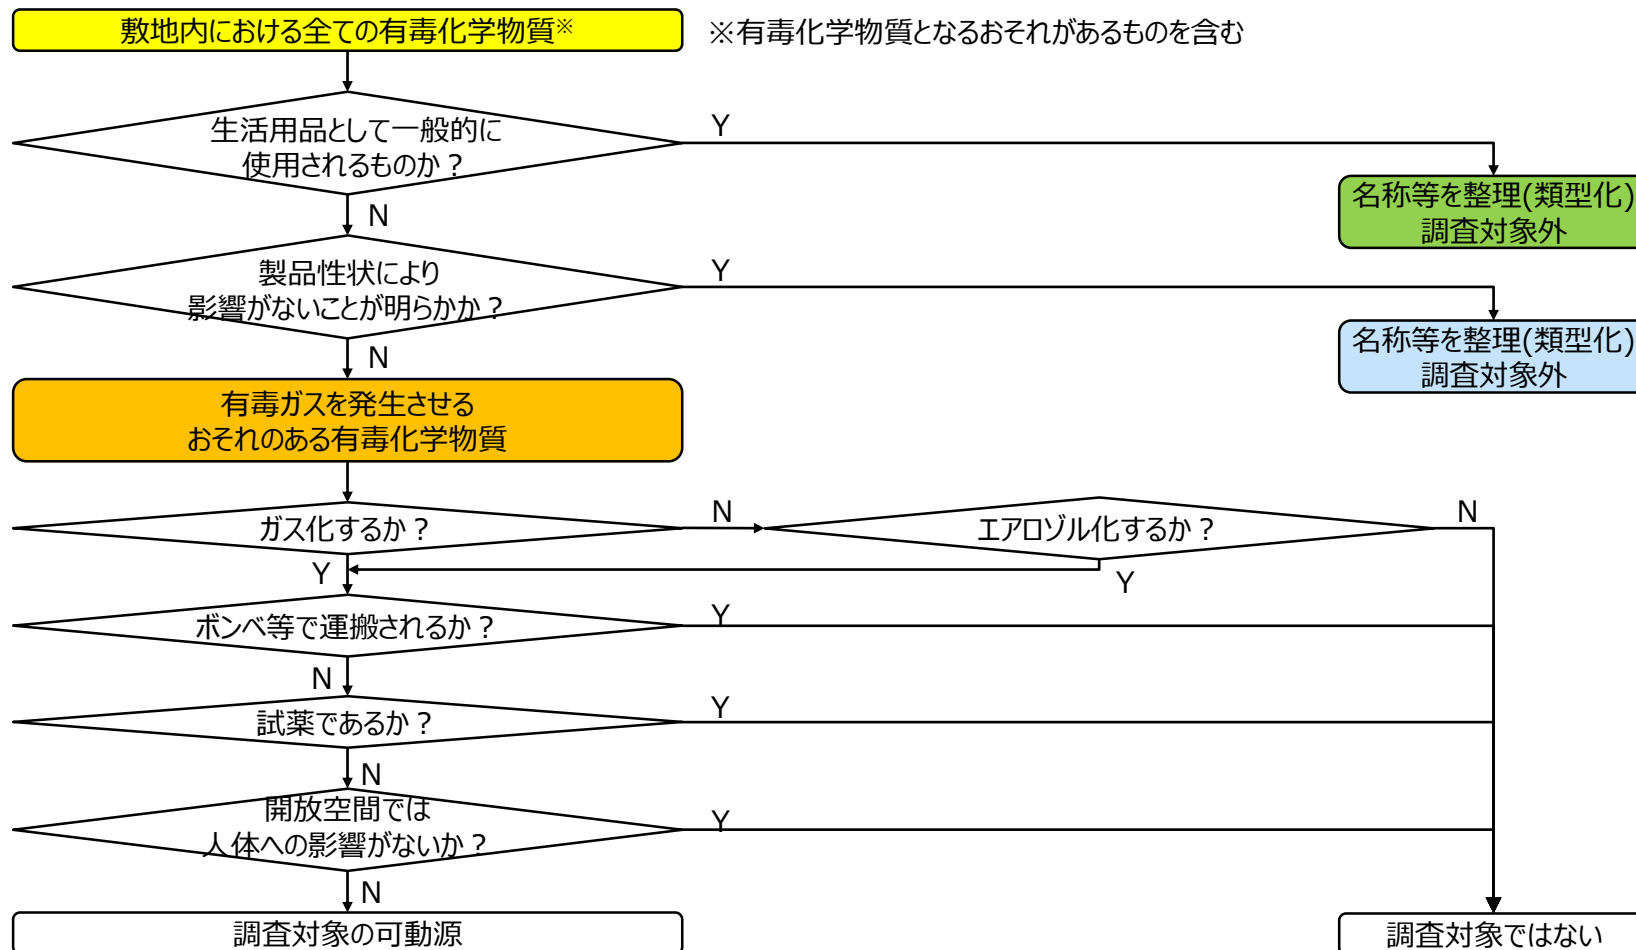 敷地内における全ての有毒化学物質※
※有毒化学物質となるおそれがあるものを含む
生活用品として一般的に
使用されるものか？
Y
N
名称等を整理(類型化)
調査対象外
製品性状により
影響がないことが明らかか？
Y
N
名称等を整理(類型化)
調査対象外
有毒ガスを発生させる
おそれのある有毒化学物質
ガス化するか？
N
エアロゾル化するか？
N
Y
Y
ボンベ等で運搬されるか？
Y
N
試薬であるか？
Y
N
開放空間では
人体への影響がないか？
Y
N
調査対象の可動源
調査対象ではない